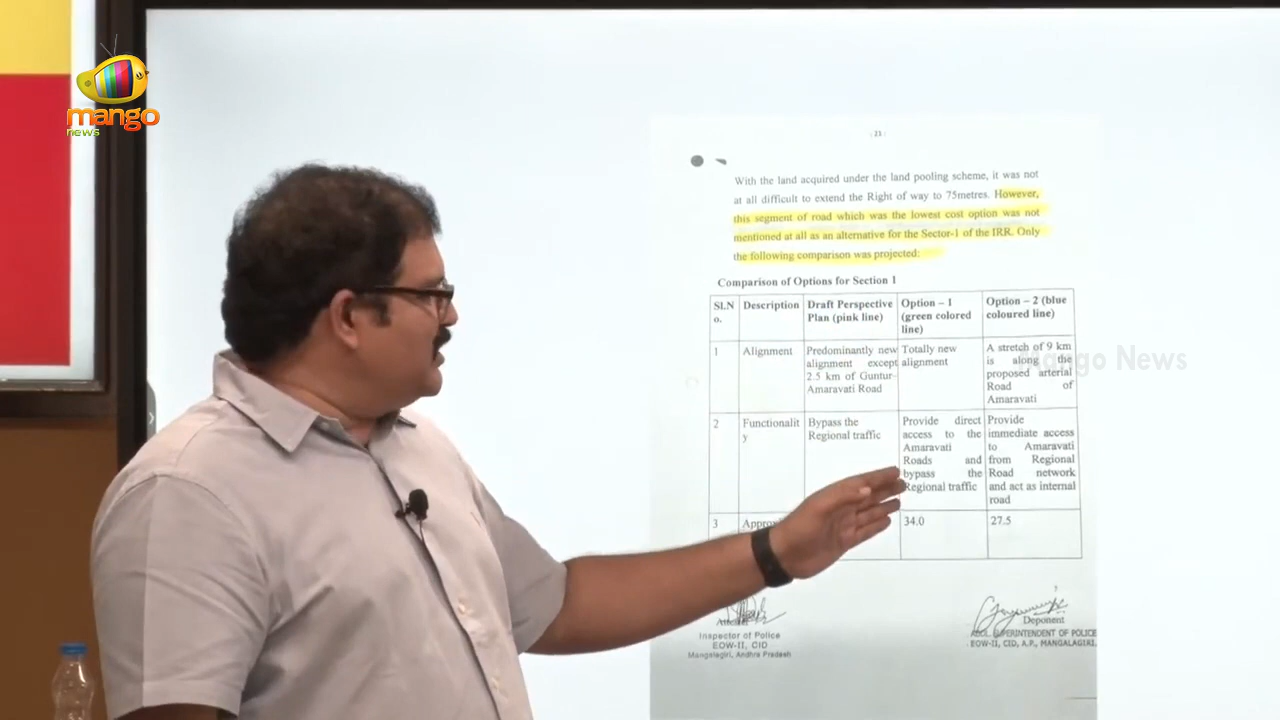 mango
news
: 23 :
With the land acquired under the land pooling scheme, it was not
at all difficult to extend the Right of way to 75metres. However,
this segment of road which was the lowest cost option was not
mentioned at all as an alternative for the Sector-1 of the IRR. Only
the following comparison was projected:
Comparison of Options for Section 1
SLN
o.
Description
Draft Perspective
Plan (pink line)
Option – 1
(green colored
line)
Option – 2 (blue
coloured line)
1
Alignment
Predominantly new
alignment except
2.5 km of Guntur-
Amaravati Road
Totally new
alignment
A stretch of 9 km
is along the
proposed arterial
Road of
Amaravati
2
Functionalit
y
Bypass the
Regional traffic
Provide direct
access to the
Amaravati
Roads and
bypass the
Regional traffic
Provide
immediate access
to Amaravati
from Regional
Road network
and act as internal
road
3
34.0
27.5
Mango News
Inspector of Police
EOW-II, CID
Mangalagiri, Andhra Pradesh
Deponent
SUPERINTENDENT OF POLICE
EOW-II, CID, A.P., MANGALAGIRI.